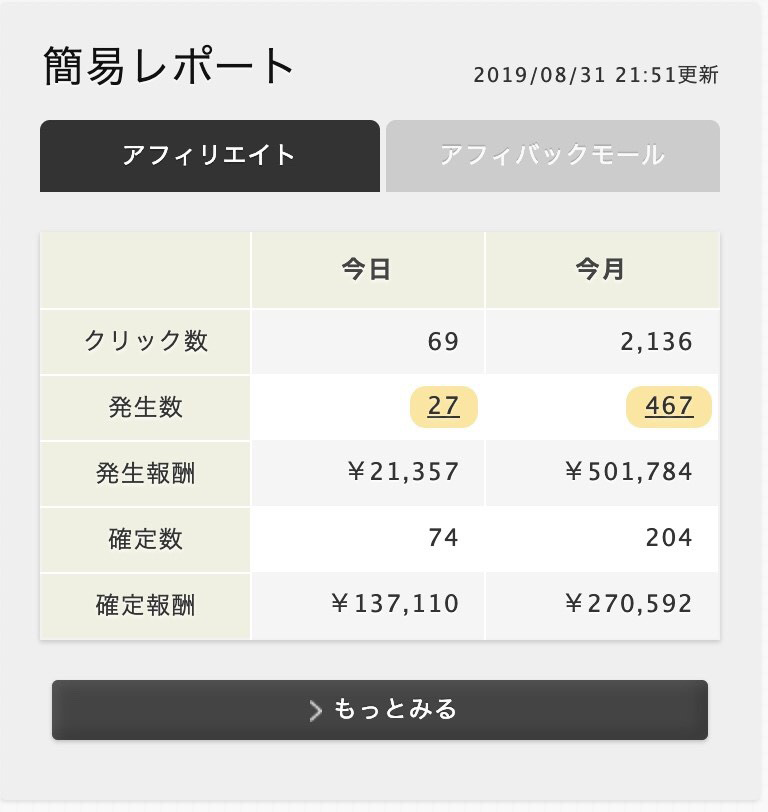 簡易レポート
2019/08/31 21:51更新
アフィリエイト アフィバックモール
今日 今月
クリック数 69 2,136
発生数 27 467
発生報酬 ¥21,357 ¥501,784
確定数 74 204
確定報酬 ¥137,110 ¥270,592
もっとみる